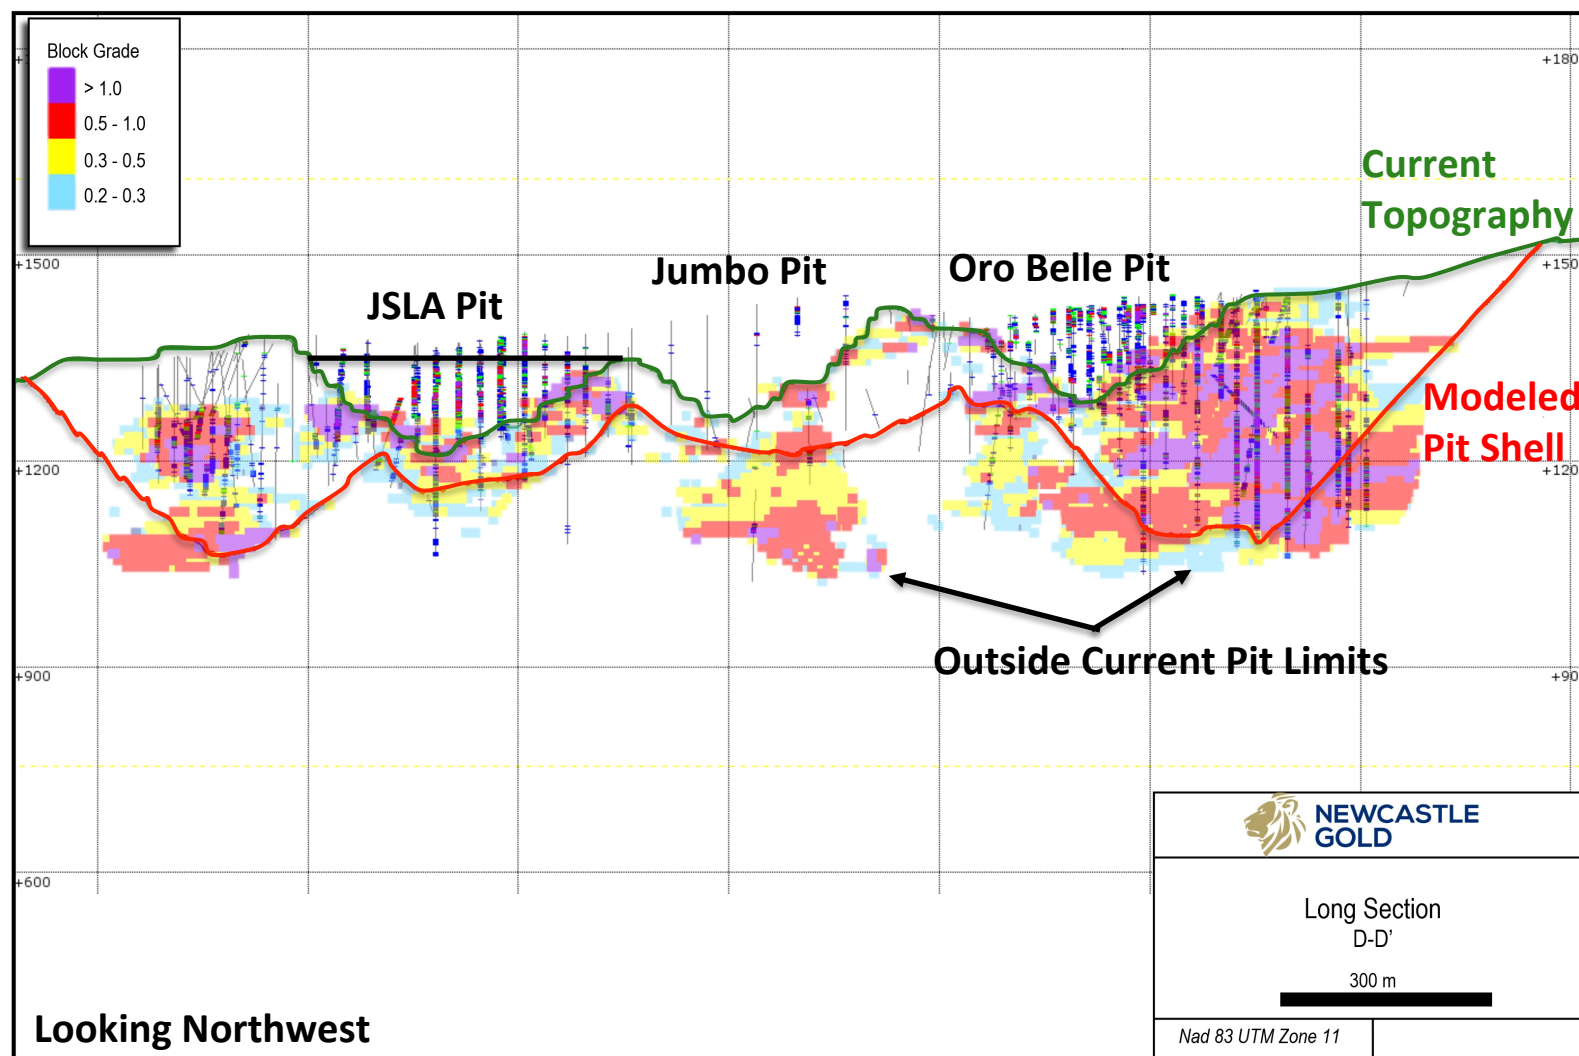 Block Grade
> 1.0
0.5 - 1.0
0.3 - 0.5
0.2 - 0.3
+180
Current
Topography
+1500
+150
Jumbo Pit
Oro Belle Pit
JSLA Pit
Modeled
Pit Shell
+1200
+120
Outside Current Pit Limits
+900
+90
NEWCASTLE
GOLD
+600
Long Section
D-D’
300 m
Looking Northwest
Nad 83 UTM Zone 11